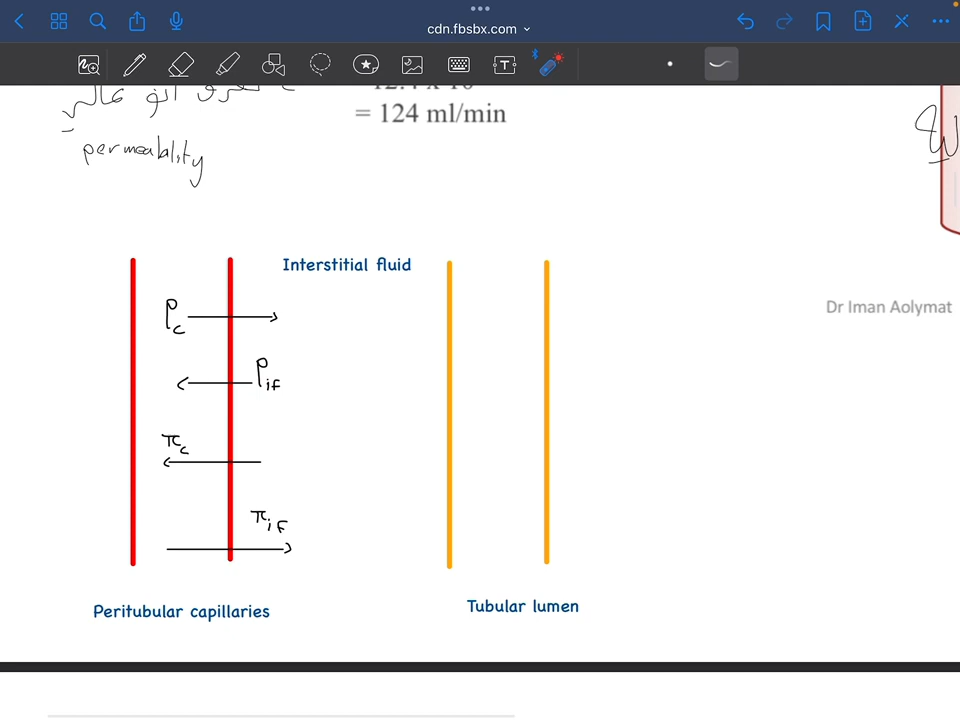 cdn.fbsbx.com
= 124 ml/min
permeability
Interstitial fluid
Pc
Dr Iman Aolymat
Pif
πc
πif
Peritubular capillaries
Tubular lumen